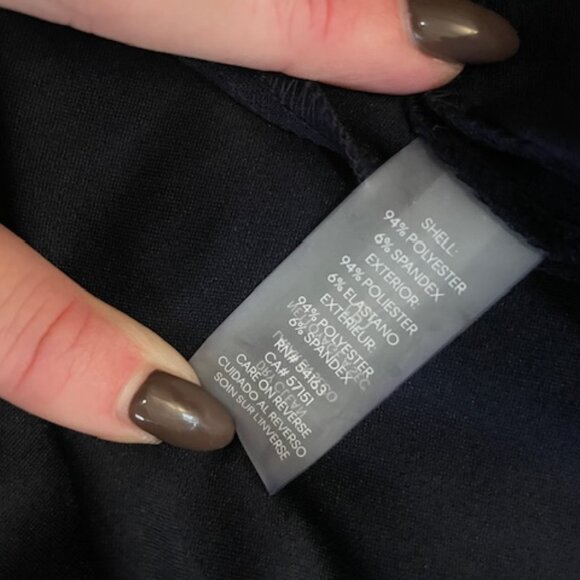 SHELL:
94% POLYESTER
6% SPANDEX
EXTERIOR:
94% POLIESTER
6% ELASTANO
EXTÉRIEUR:
94% POLYESTER
6% SPANDEX
RN# 54163
CA# 57151
CARE ON REVERSE
CUIDADO AL REVERSO
SOIN SUR L'INVERSE